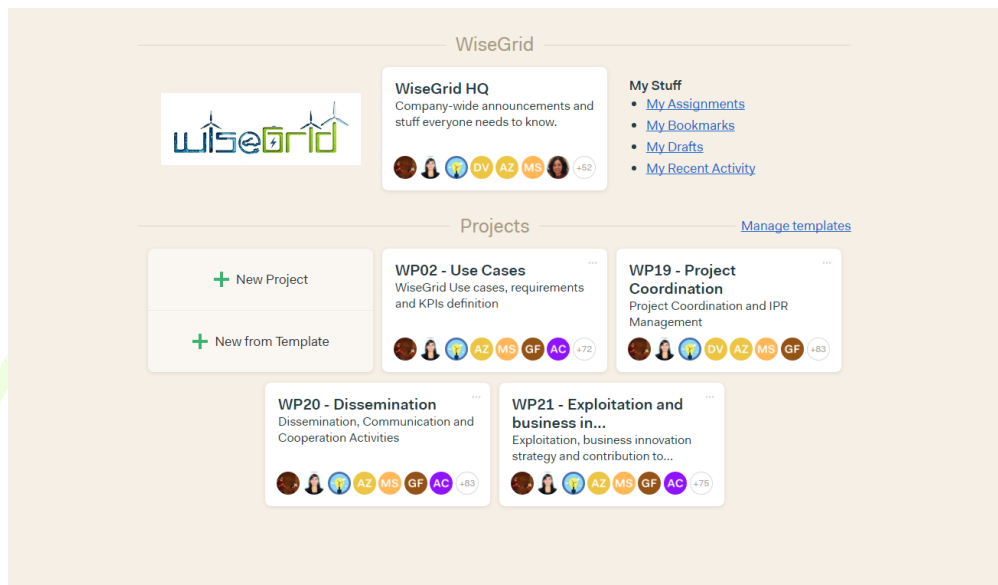 WiseGrid
wiseGrid
WiseGrid HQ
Company-wide announcements and
stuff everyone needs to know.
DV AZ MS +52
My Stuff
My Assignments
My Bookmarks
My Drafts
My Recent Activity
Projects
Manage templates
New Project
New from Template
WP02 - Use Cases
WiseGrid Use cases, requirements
and KPIs definition
AZ MS GF AC +72
WP19 - Project
Coordination
Project Coordination and IPR
Management
DV AZ MS GF +83
WP20 - Dissemination
Dissemination, Communication and
Cooperation Activities
AZ MS GF AC +83
WP21 - Exploitation and
business in...
Exploitation, business innovation
strategy and contribution to...
AZ MS GF AC +75